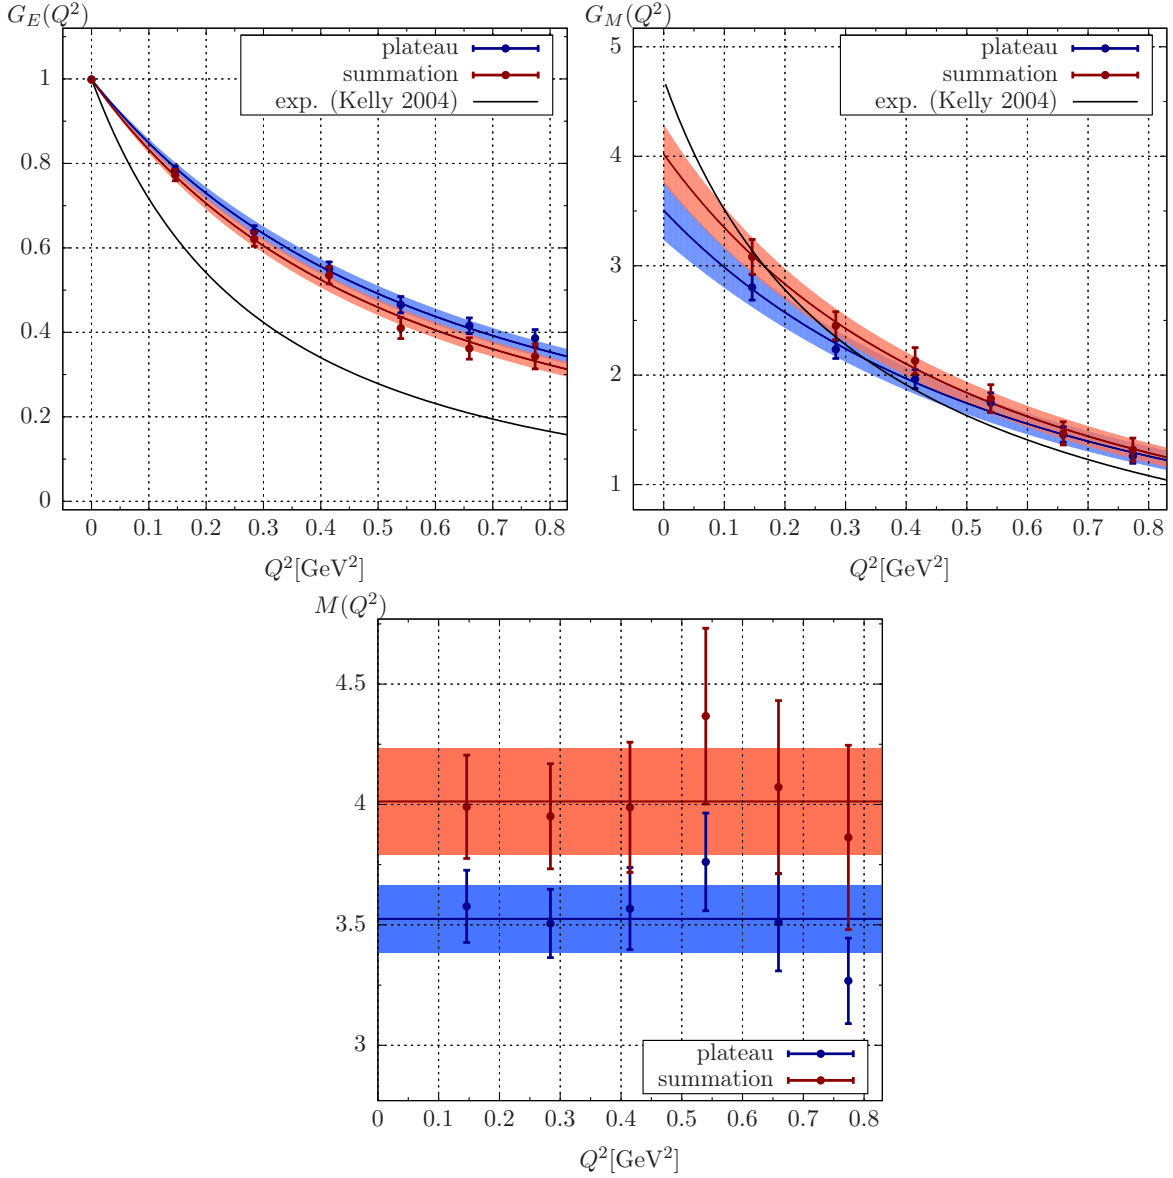 G_E(Q^2)
plateau
summation
exp. (Kelly 2004)
1
0.8
0.6
0.4
0.2
0
0 0.1 0.2 0.3 0.4 0.5 0.6 0.7 0.8
Q^2[GeV^2]
G_M(Q^2)
plateau
summation
exp. (Kelly 2004)
5
4
3
2
1
0 0.1 0.2 0.3 0.4 0.5 0.6 0.7 0.8
Q^2[GeV^2]
M(Q^2)
4.5
4
3.5
3
plateau
summation
0 0.1 0.2 0.3 0.4 0.5 0.6 0.7 0.8
Q^2[GeV^2]